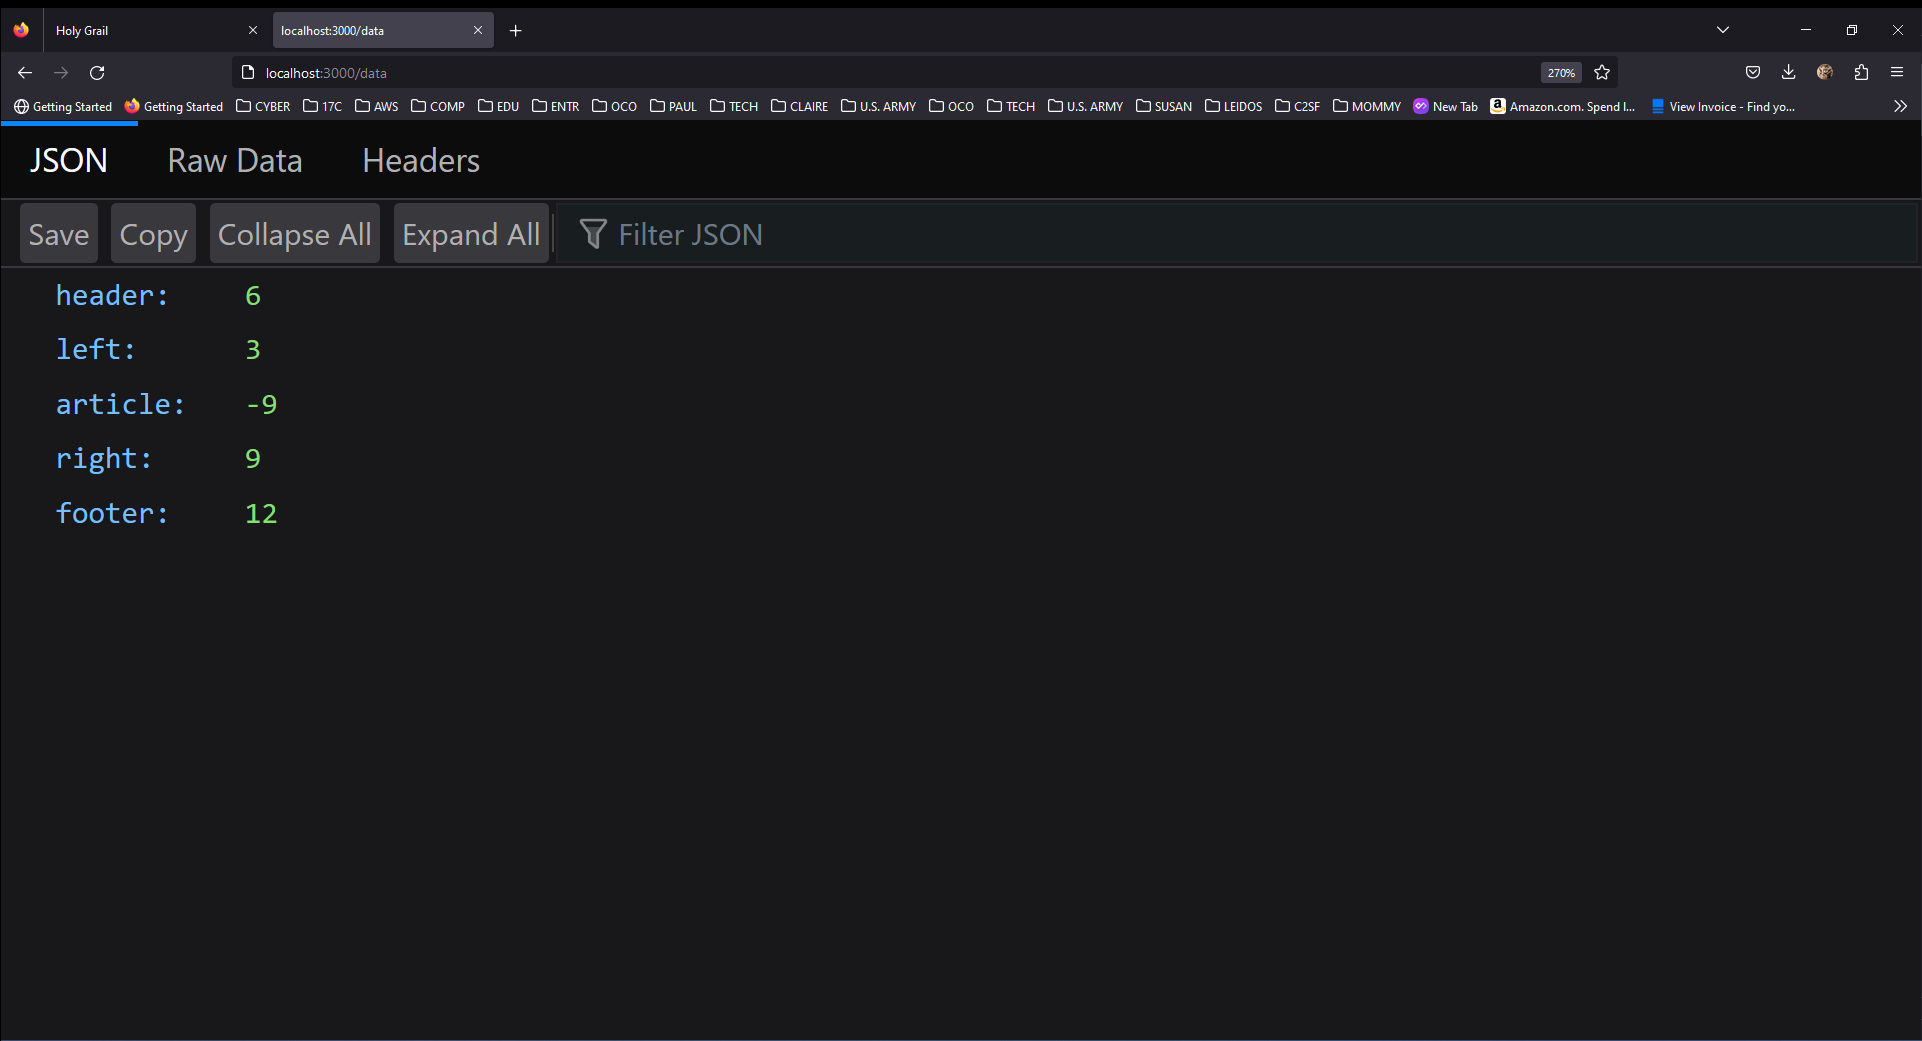 Holy Grail
localhost:3000/data
localhost:3000/data 270%
Getting Started Getting Started CYBER 17C AWS COMP EDU ENTR OCO PAUL TECH CLAIRE U.S. ARMY OCO TECH U.S. ARMY SUSAN LEIDOS C2SF MOMMY New Tab Amazon.com. Spend l... View Invoice - Find yo...
JSON Raw Data Headers
Save Copy Collapse All Expand All Filter JSON
header: 6
left: 3
article: -9
right: 9
footer: 12